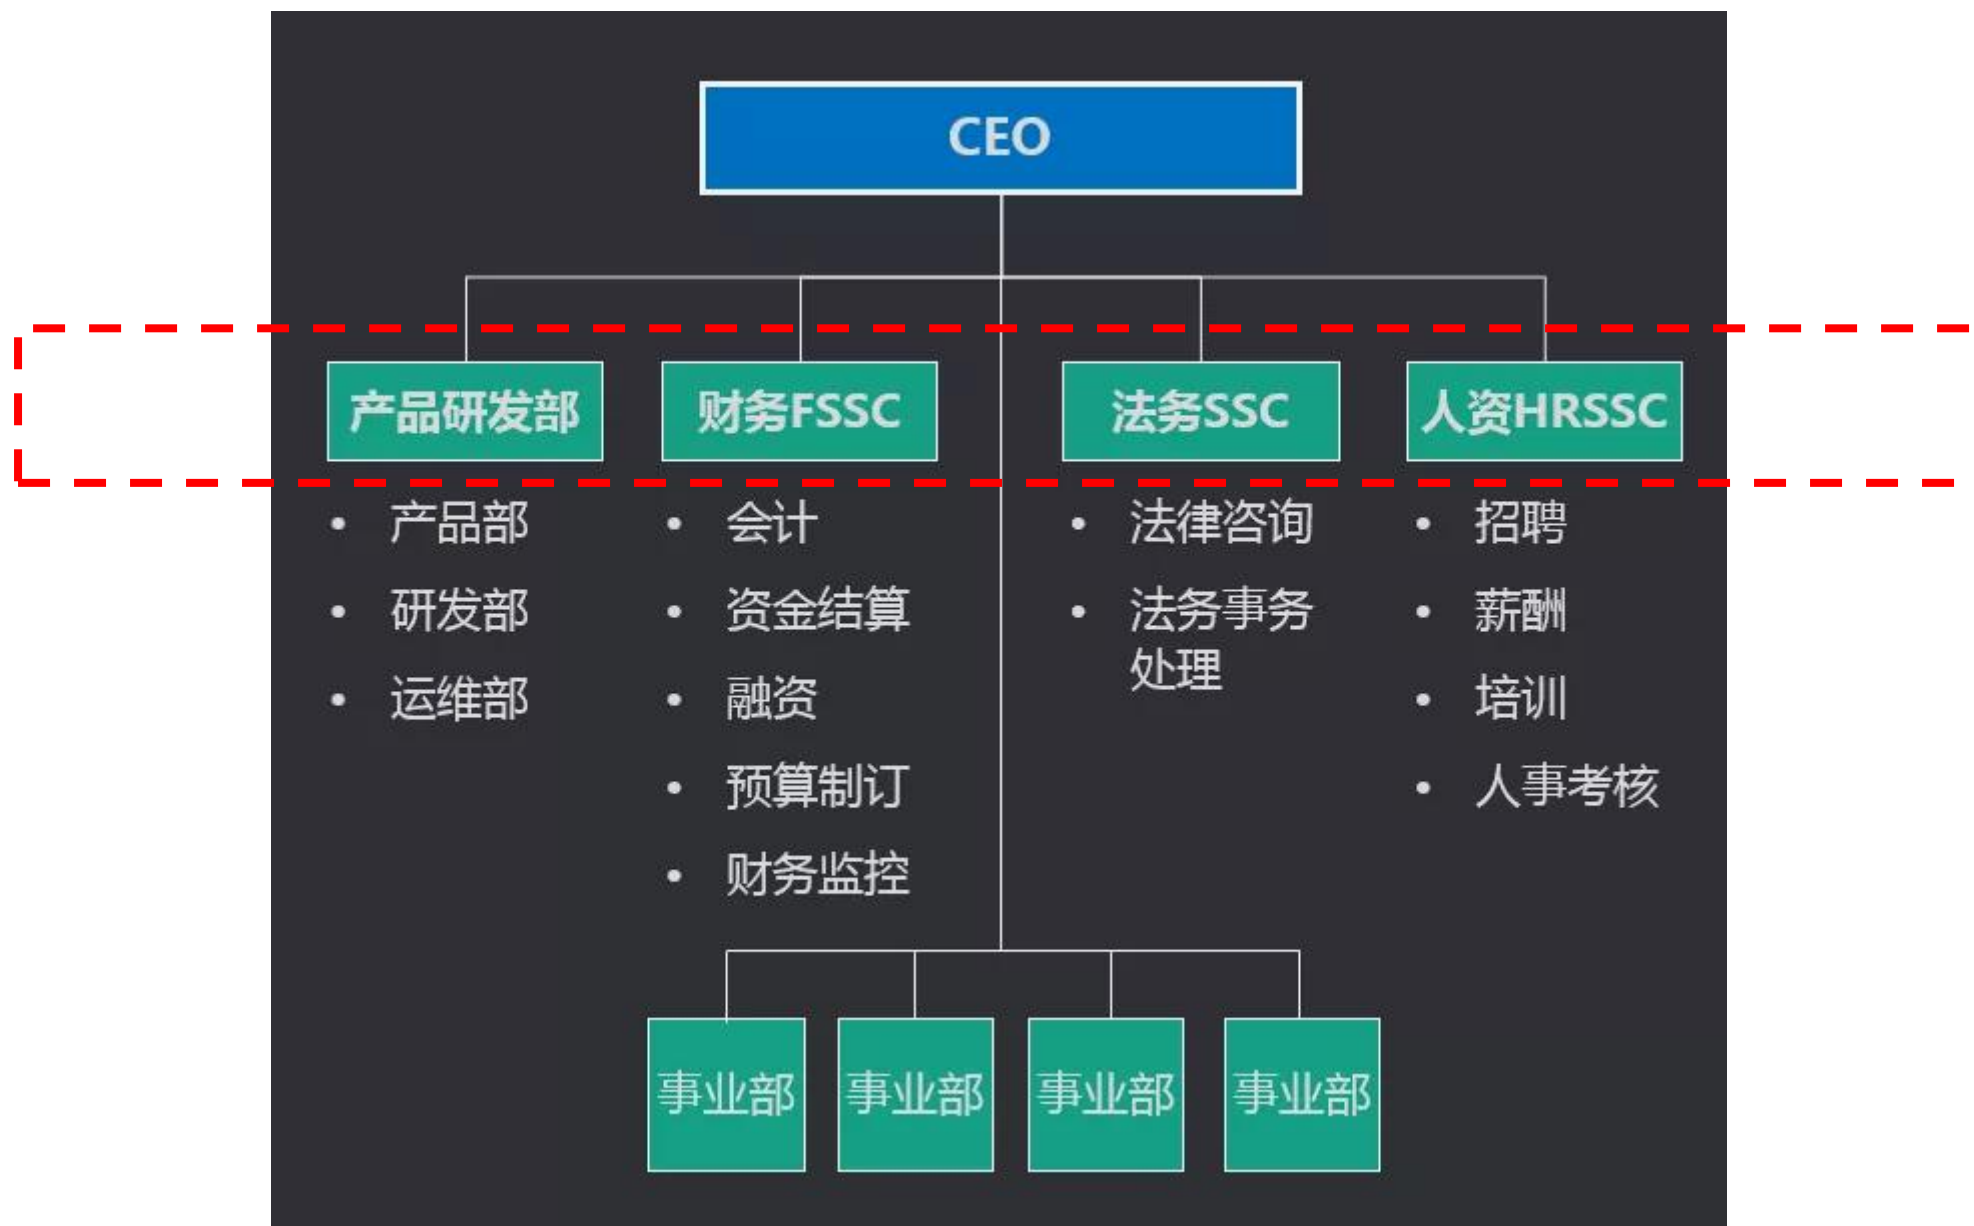 CEO
产品研发部
财务FSSC
法务SSC
人资HRSSC
• 产品部
• 研发部
• 运维部
• 会计
• 资金结算
• 融资
• 预算制订
• 财务监控
• 法律咨询
• 法务事务
处理
• 招聘
• 薪酬
• 培训
• 人事考核
事业部
事业部
事业部
事业部